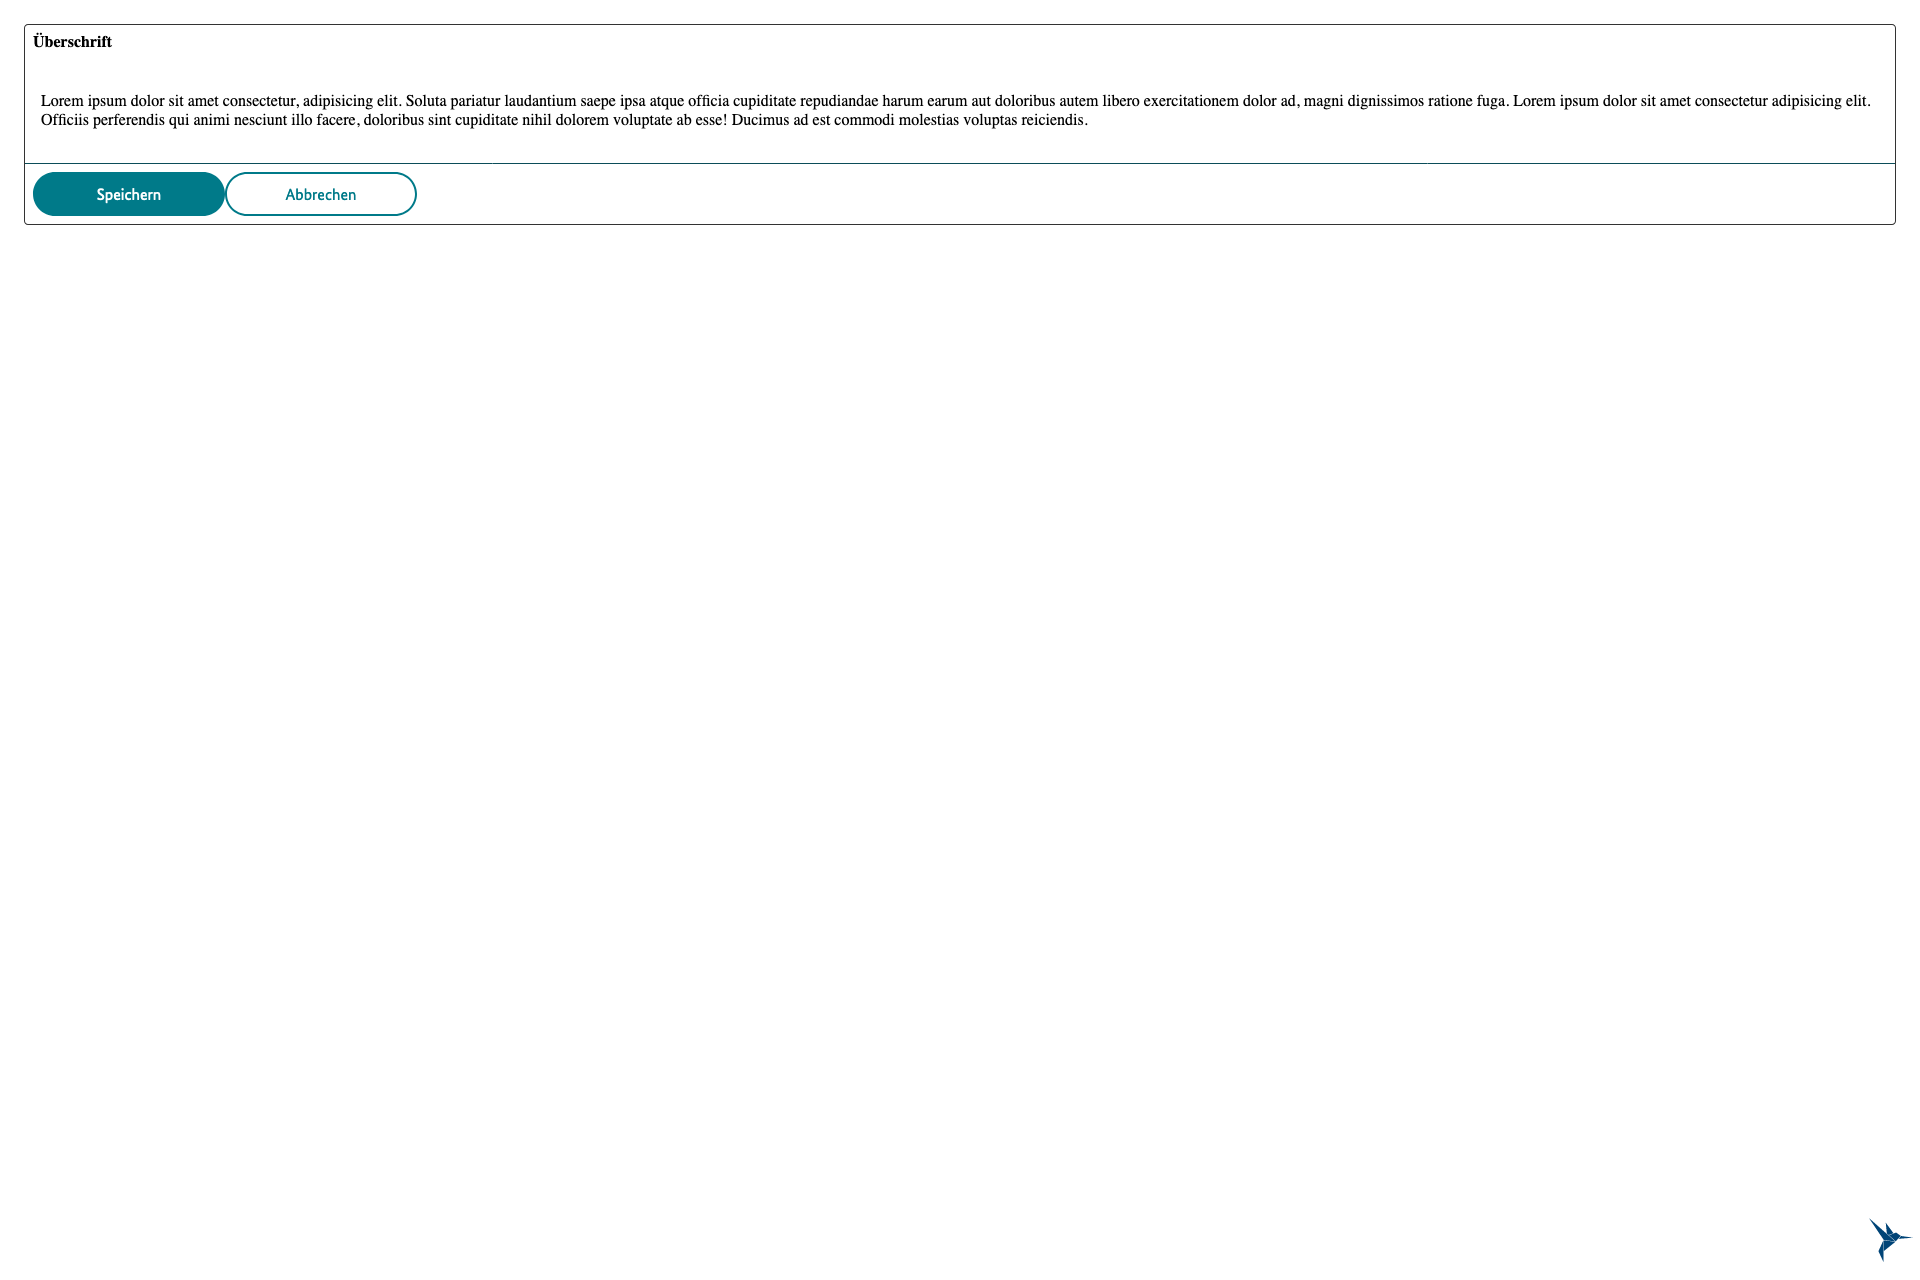 Überschrift
Lorem ipsum dolor sit amet consectetur, adipisicing elit. Soluta pariatur laudantium saepe ipsa atque officia cupiditate repudiandae harum earum aut doloribus autem libero exercitationem dolor ad, magni dignissimos ratione fuga. Lorem ipsum dolor sit amet consectetur adipisicing elit.
Officiis perferendis qui animi nesciunt illo facere, doloribus sint cupiditate nihil dolorem voluptate ab esse! Ducimus ad est commodi molestias voluptas reiciendis.
Speichern Abbrechen